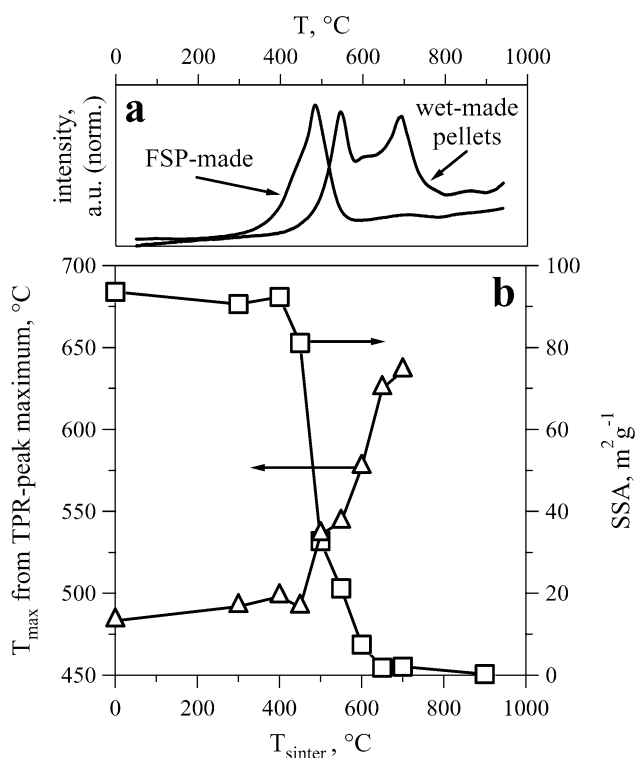 T, °C
0 200 400 600 800 1000
a
intensity,
a.u. (norm.)
FSP-made
wet-made
pellets
b
T_max from TPR-peak maximum, °C
700
650
600
550
500
450
100
80
60
40
20
0
SSA, m² g⁻¹
0 200 400 600 800 1000
T_sinter, °C